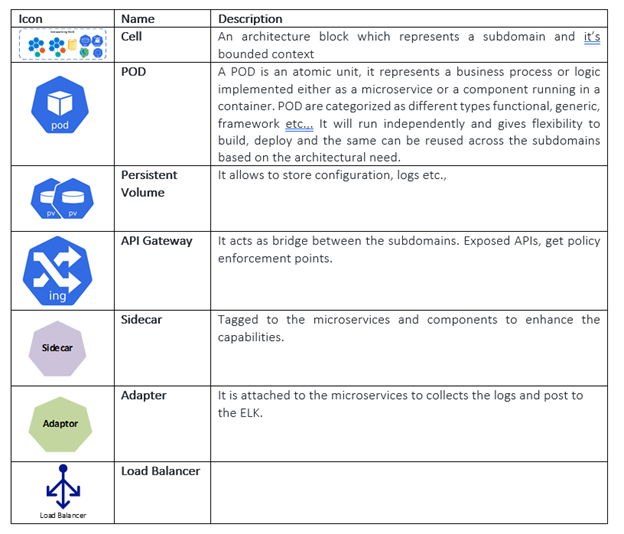 Icon Name Description
Cell An architecture block which represents a subdomain and it's
bounded context
pod
POD A POD is an atomic unit, it represents a business process or logic
implemented either as a microservice or a component running in a
container. POD are categorized as different types functional, generic,
framework etc.,. It will run independently and gives flexibility to
build, deploy and the same can be reused across the subdomains
based on the architectural need.
pv pv
Persistent It allows to store configuration, logs etc.,
Volume
ing
API Gateway It acts as bridge between the subdomains. Exposed APIs, get policy
enforcement points.
Sidecar
Sidecar Tagged to the microservices and components to enhance the
capabilities.
Adaptor
Adapter It is attached to the microservices to collects the logs and post to
the ELK.
Load Balancer
Load Balancer